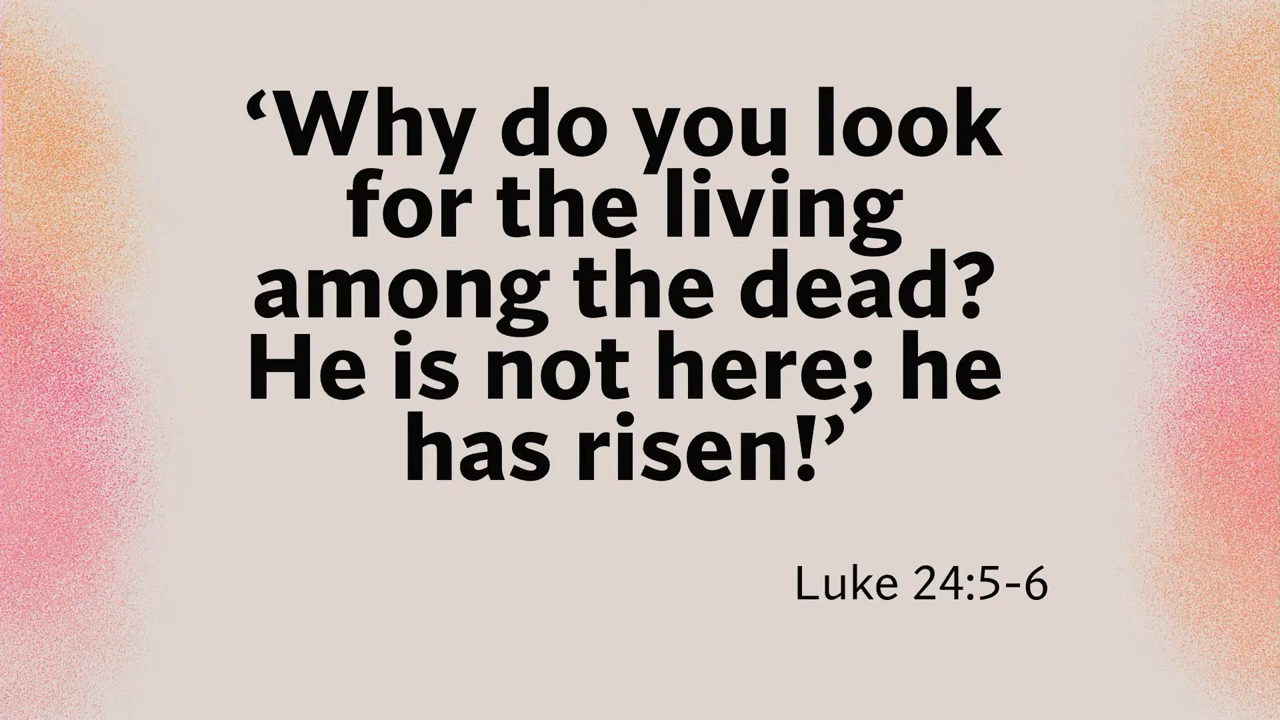 ‘Why do you look
for the living
among the dead?
He is not here; he
has risen!’
Luke 24:5-6